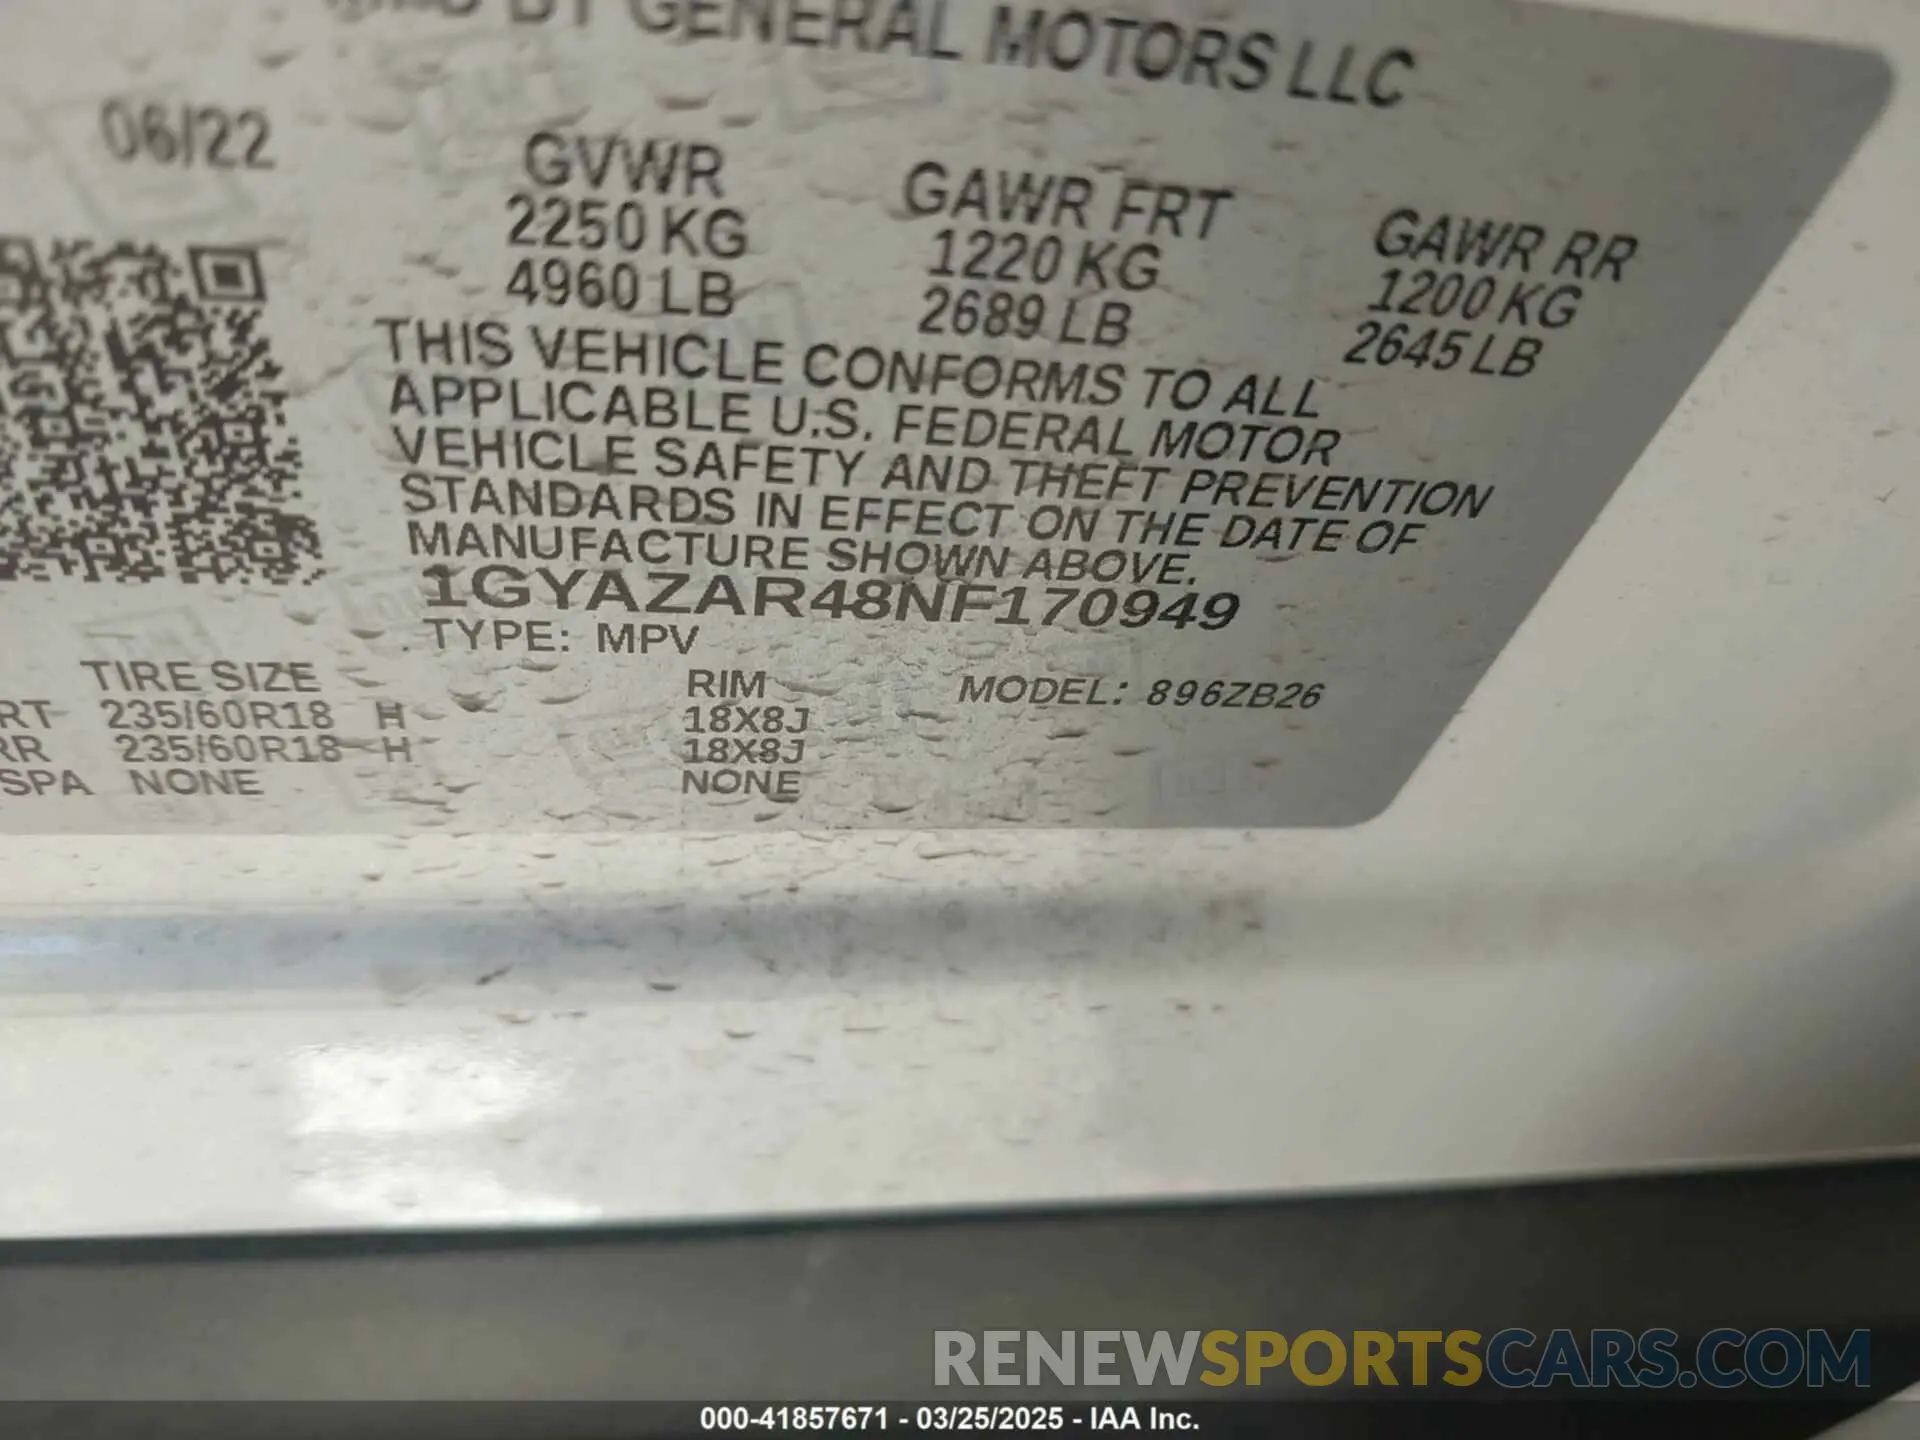 BY GENERAL MOTORS LLC
06/22
GVWR GAWR FRT GAWR RR
2250 KG 1220 KG 1200 KG
4960 LB 2689 LB 2645 LB
THIS VEHICLE CONFORMS TO ALL
APPLICABLE U.S. FEDERAL MOTOR
VEHICLE SAFETY AND THEFT PREVENTION
STANDARDS IN EFFECT ON THE DATE OF
MANUFACTURE SHOWN ABOVE.
1GYAZAR48NF170949
TYPE: MPV
TIRE SIZE RIM MODEL: 896ZB26
RT 235/60R18 H 18X8J
RR 235/60R18 H 18X8J
SPA NONE NONE
RENEWSPORTSCARS.COM
000-41857671 - 03/25/2025 - IAA Inc.